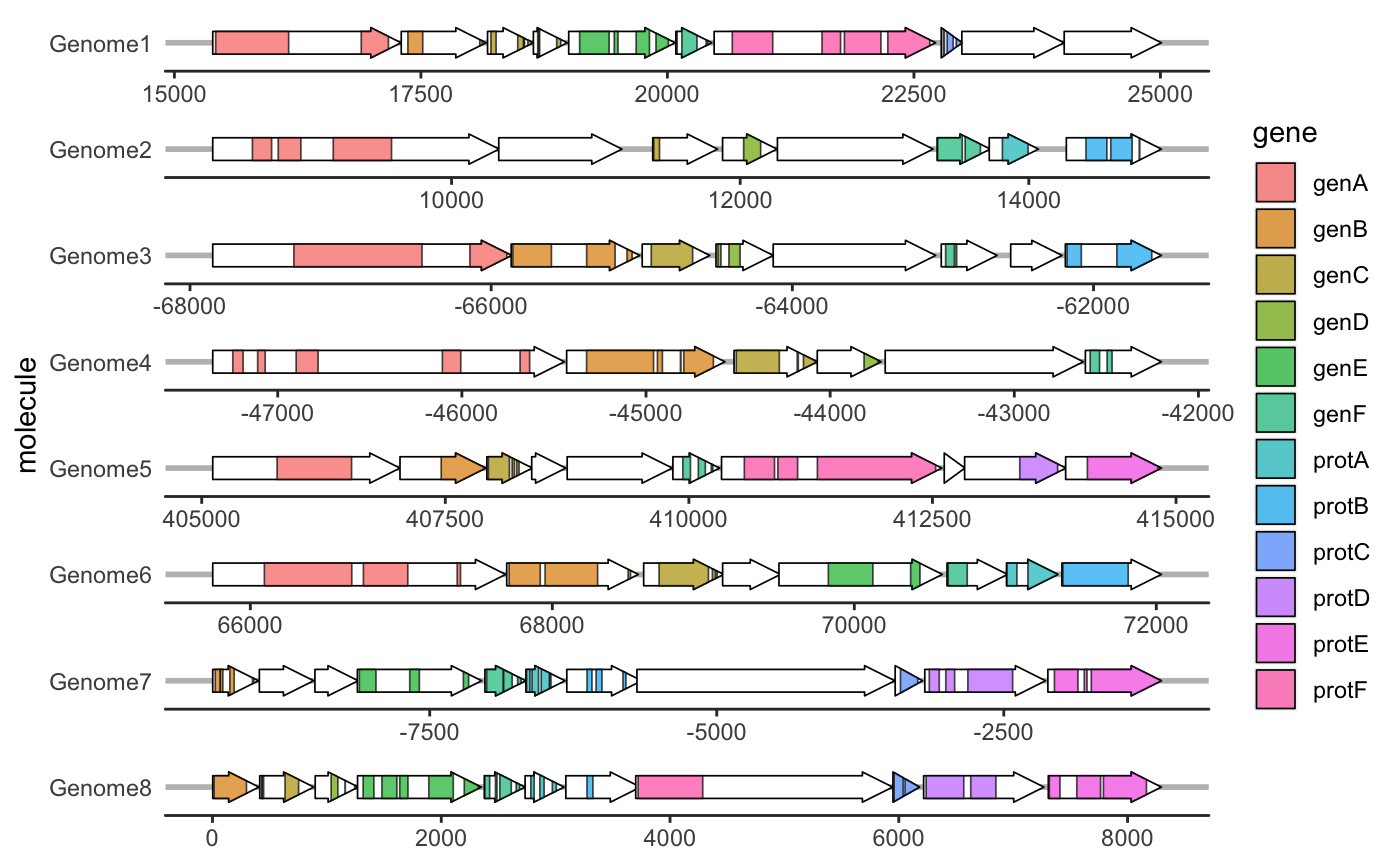 Genome1
15000 17500 20000 22500 25000
Genome2
10000 12000 14000
Genome3
-68000 -66000 -64000 -62000
Genome4
-47000 -46000 -45000 -44000 -43000 -42000
Genome5
405000 407500 410000 412500 415000
Genome6
66000 68000 70000 72000
Genome7
-7500 -5000 -2500
Genome8
0 2000 4000 6000 8000
molecule
gene
genA
genB
genC
genD
genE
genF
protA
protB
protC
protD
protE
protF